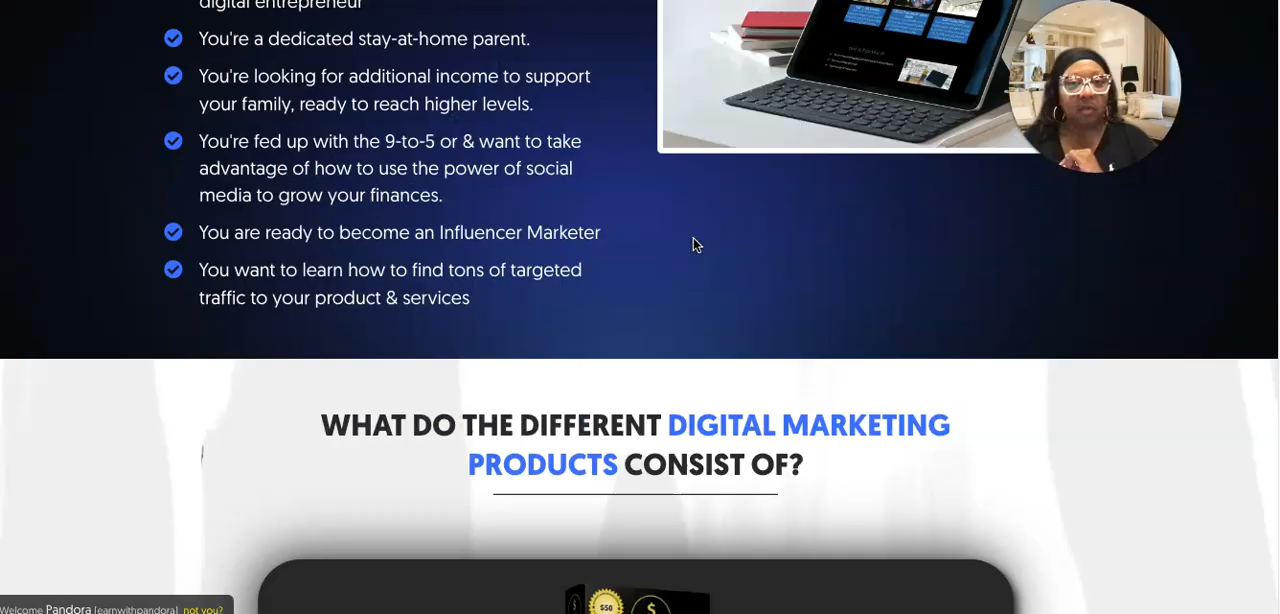 digital entrepreneur
You're a dedicated stay-at-home parent.
You're looking for additional income to support
your family, ready to reach higher levels.
You're fed up with the 9-to-5 or & want to take
advantage of how to use the power of social
media to grow your finances.
You are ready to become an Influencer Marketer
You want to learn how to find tons of targeted
traffic to your product & services
WHAT DO THE DIFFERENT DIGITAL MARKETING
PRODUCTS CONSIST OF?
$50
$
Welcome Pandora [earnwithpandora] not you?